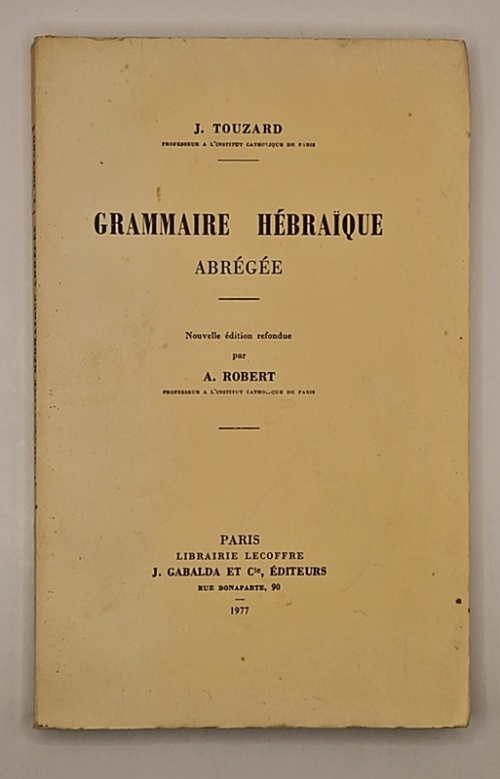 J. TOUZARD
PROFESSEUR A L'INSTITUT CATHOLIQUE DE PARIS
GRAMMAIRE HÉBRAÏQUE
ABRÉGÉE
Nouvelle édition refondue
par
A. ROBERT
PROFESSEUR A L'INSTITUT CATHOLIQUE DE PARIS
PARIS
LIBRAIRIE LECOFFRE
J. GABALDA ET Cie, ÉDITEURS
RUE BONAPARTE, 90
1977